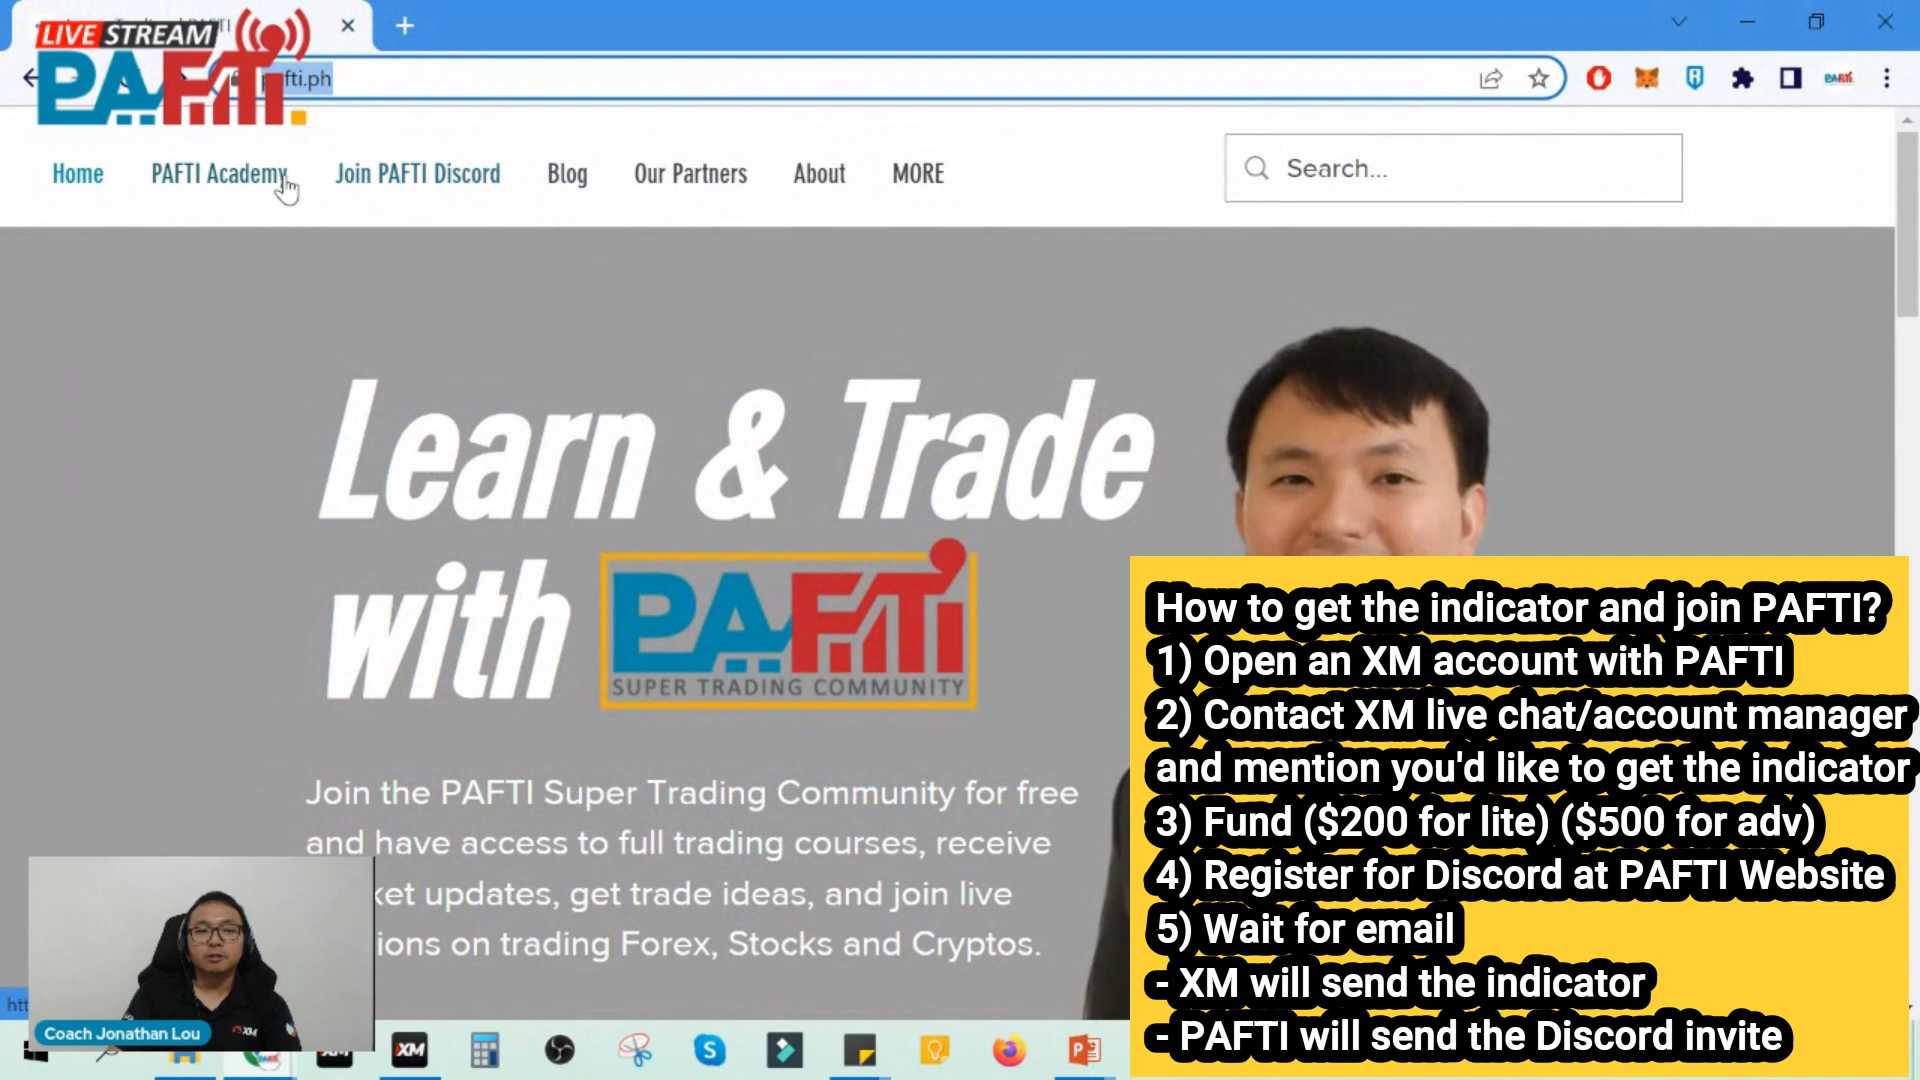 LIVE STREAM
PAFTI
fti.ph
Home
PAFTI Academy
Join PAFTI Discord
Blog
Our Partners
About
MORE
Search...
Learn & Trade
with PAFTI
SUPER TRADING COMMUNITY
Join the PAFTI Super Trading Community for free
and have access to full trading courses, receive
ket updates, get trade ideas, and join live
ions on trading Forex, Stocks and Cryptos.
How to get the indicator and join PAFTI?
1) Open an XM account with PAFTI
2) Contact XM live chat/account manager
and mention you'd like to get the indicator
3) Fund ($200 for lite) ($500 for adv)
4) Register for Discord at PAFTI Website
5) Wait for email
- XM will send the indicator
- PAFTI will send the Discord invite
XM
Coach Jonathan Lou
XM